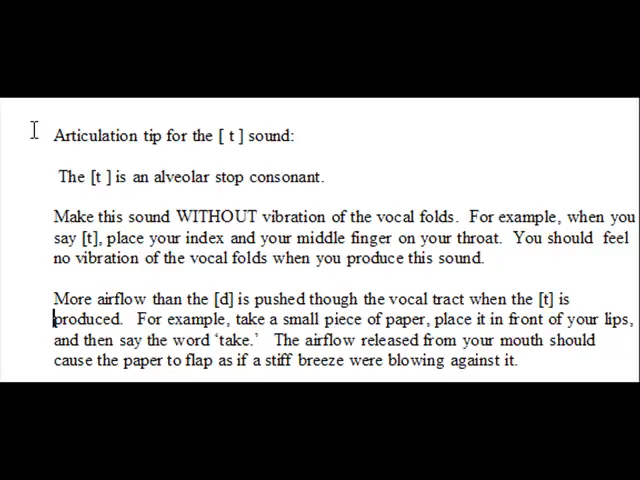 Articulation tip for the [ t ] sound:
The [t ] is an alveolar stop consonant.
Make this sound WITHOUT vibration of the vocal folds.  For example, when you
say [t], place your index and your middle finger on your throat.  You should  feel
no vibration of the vocal folds when you produce this sound.
More airflow than the [d] is pushed though the vocal tract when the [t] is
produced.   For example, take a small piece of paper, place it in front of your lips,
and then say the word ‘take.’   The airflow released from your mouth should
cause the paper to flap as if a stiff breeze were blowing against it.